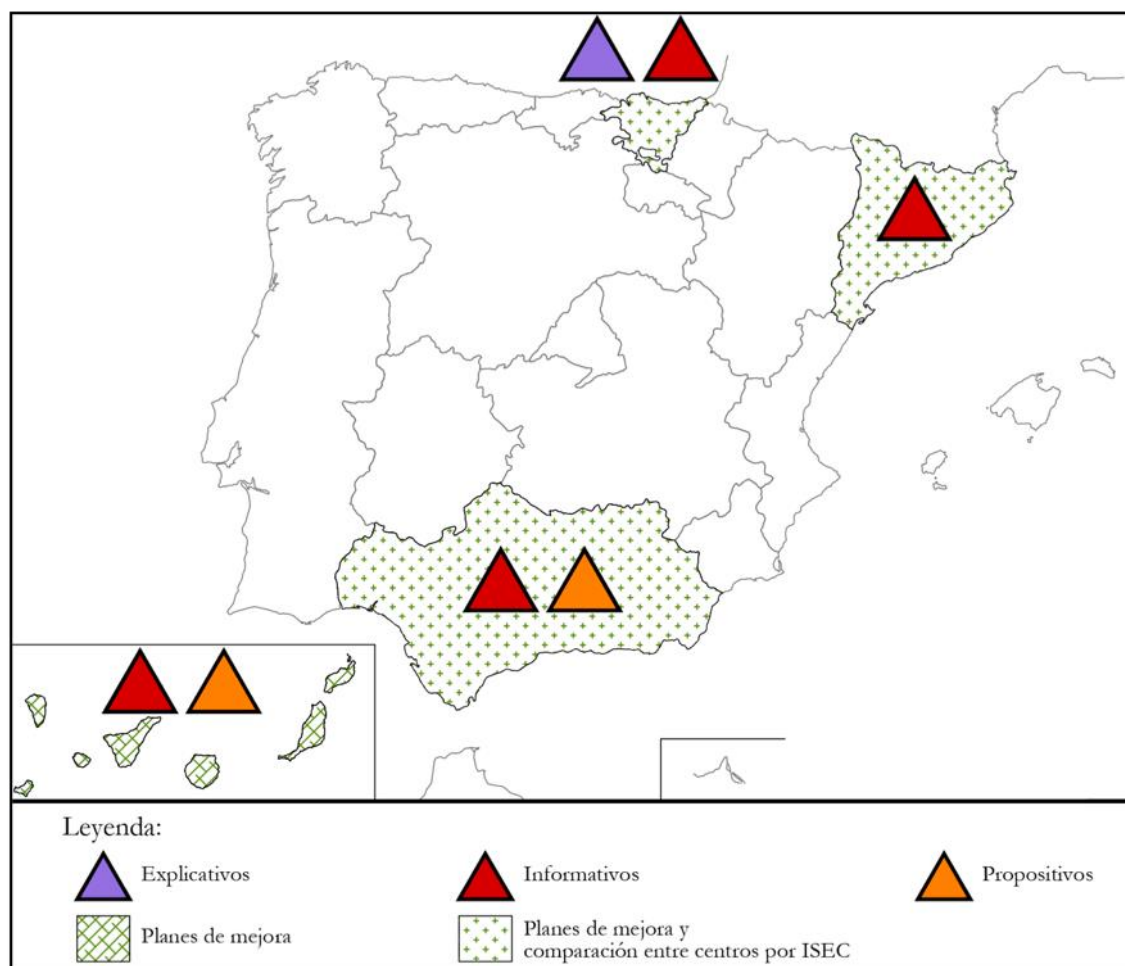 Leyenda:
Explicativos
Informativos
Propositivos
Planes de mejora
Planes de mejora y
comparación entre centros por ISEC